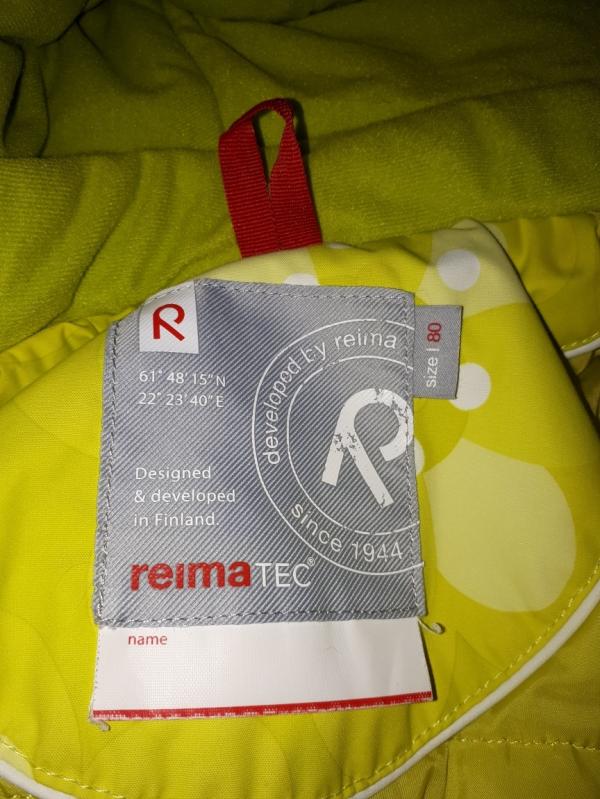 R
61° 48' 15" N
22° 23' 40" E
developed by reima
R
since 1944
size | 80
Designed
& developed
in Finland.
reimaTEC®
name